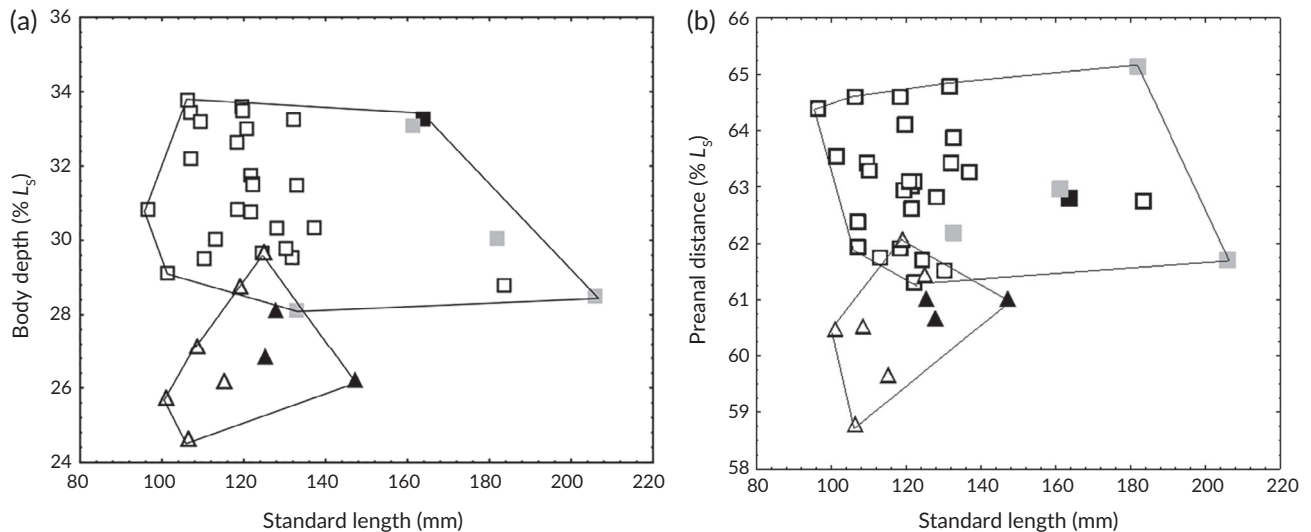 (a)
36
34
32
30
28
26
24
Body depth (% Ls)
80 100 120 140 160 180 200 220
Standard length (mm)
(b)
66
65
64
63
62
61
60
59
58
Preanal distance (% Ls)
80 100 120 140 160 180 200 220
Standard length (mm)